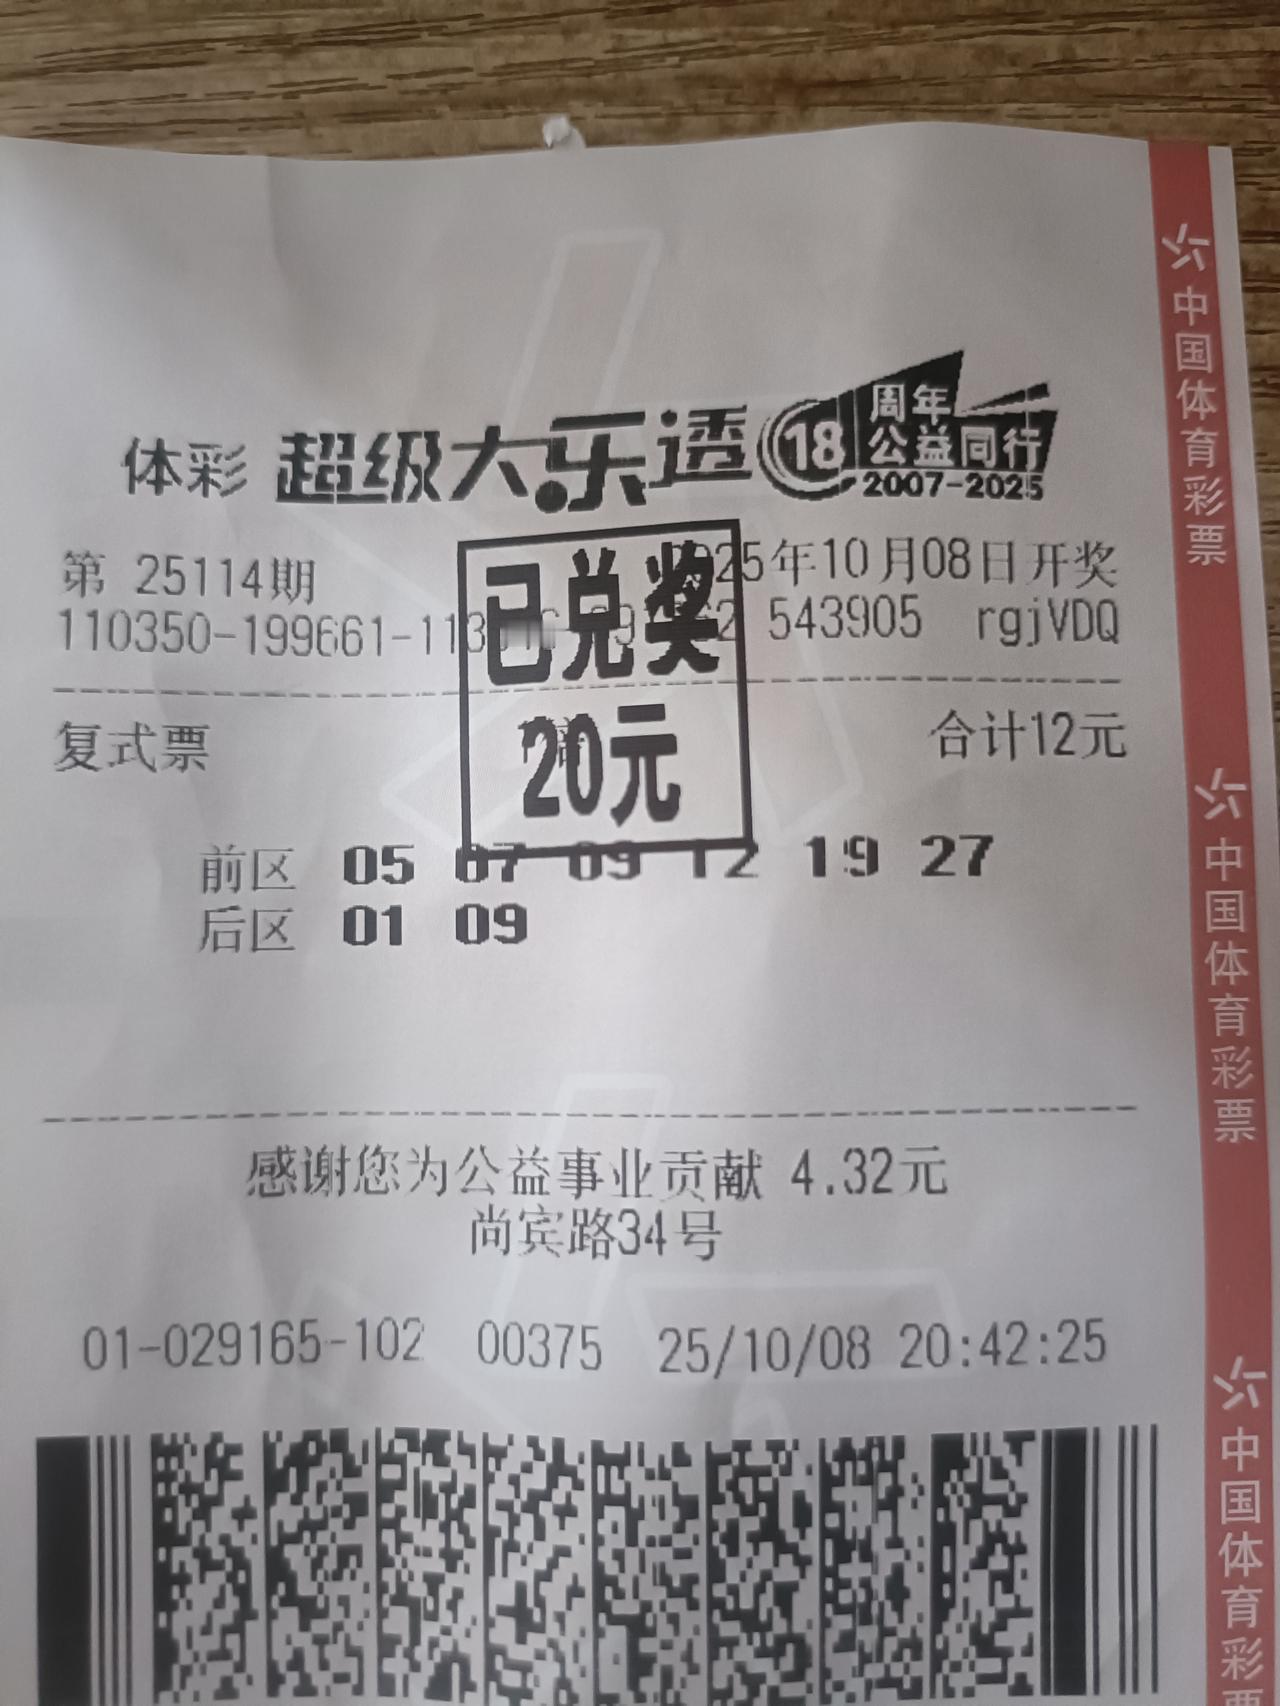 体彩 超级大乐透 18 周年
公益同行
2007-2025
第 25114期 2025年10月08日开奖
110350-199661-113 543905 rgjVDQ
已兑奖
20元
复式票 合计12元
前区 05 07 09 12 19 27
后区 01 09
感谢您为公益事业贡献 4.32元
尚宾路34号
01-029165-102 00375 25/10/08 20:42:25
中国体育彩票
中国体育彩票
中国体育彩票